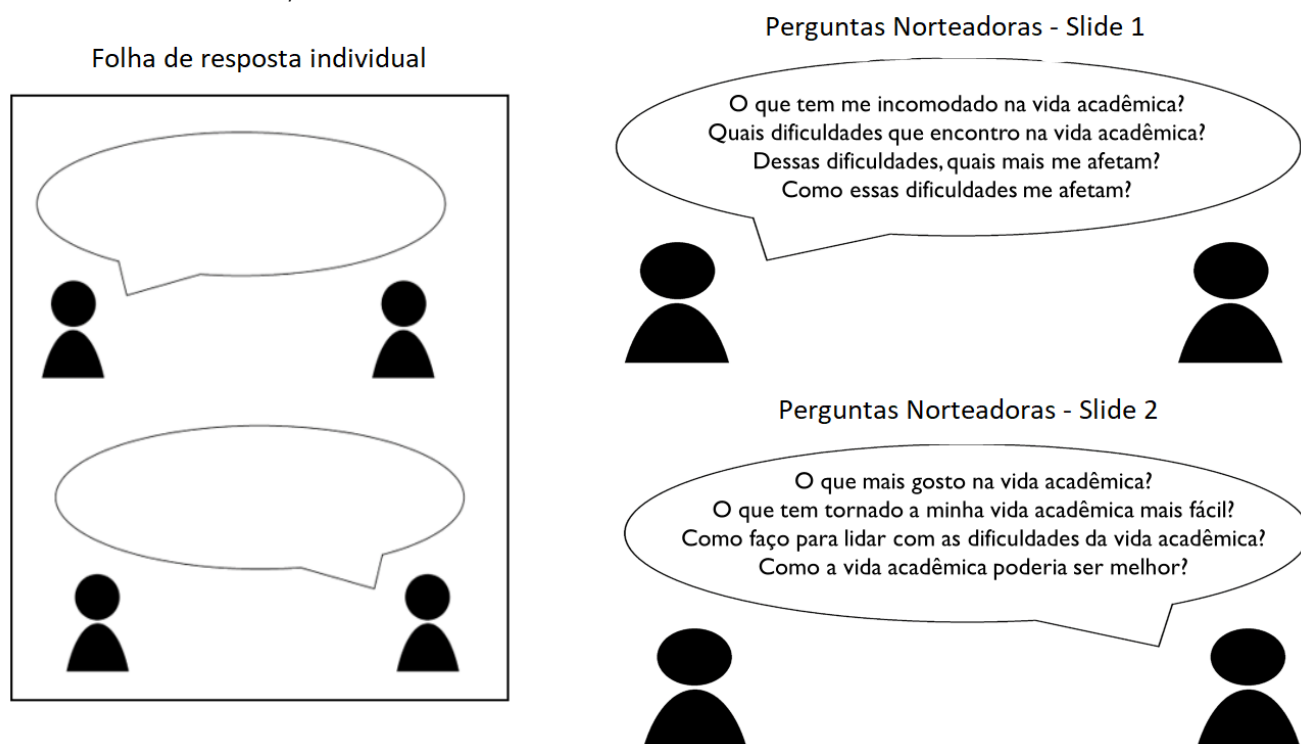 Folha de resposta individual
Perguntas Norteadoras - Slide 1
O que tem me incomodado na vida acadêmica?
Quais dificuldades que encontro na vida acadêmica?
Dessas dificuldades, quais mais me afetam?
Como essas dificuldades me afetam?
Perguntas Norteadoras - Slide 2
O que mais gosto na vida acadêmica?
O que tem tornado a minha vida acadêmica mais fácil?
Como faço para lidar com as dificuldades da vida acadêmica?
Como a vida acadêmica poderia ser melhor?